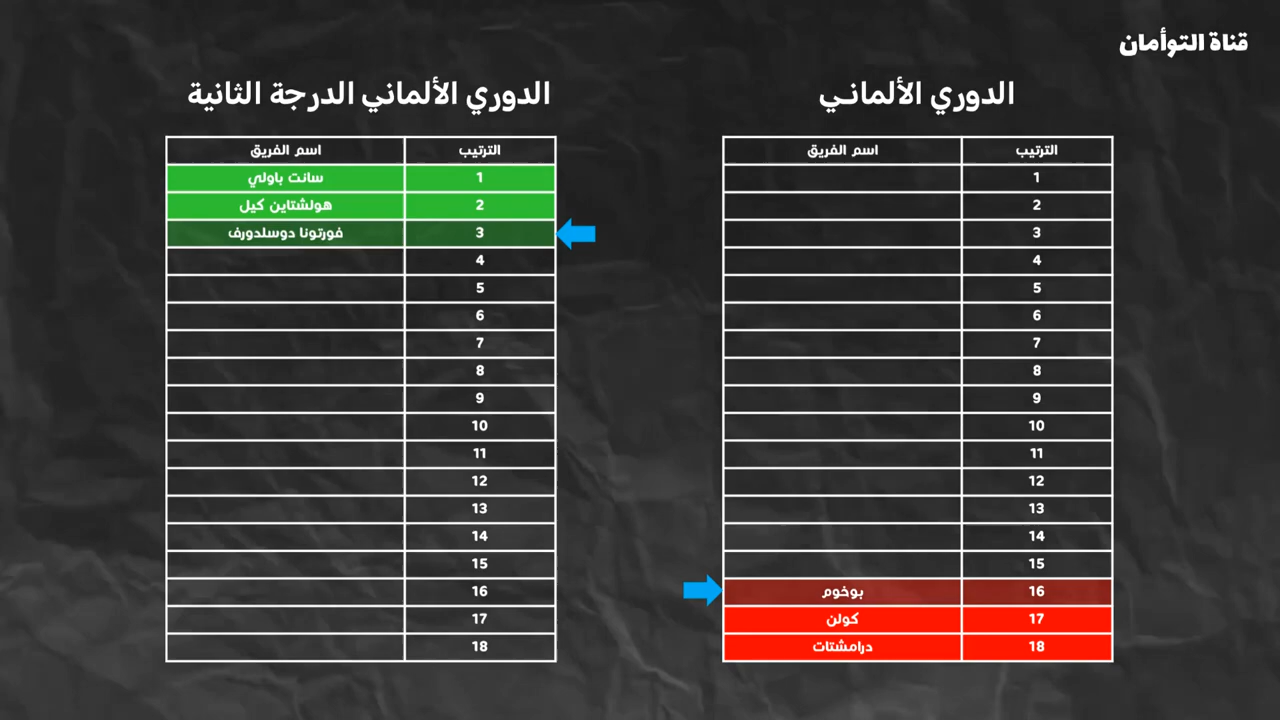 قناة التوأمان
الدوري الألماني
الترتيب اسم الفريق
1
2
3
4
5
6
7
8
9
10
11
12
13
14
15
16 بوخوم
17 كولن
18 درامشتات
الدوري الألماني الدرجة الثانية
الترتيب اسم الفريق
1 سانت باولي
2 هولشتاين كيل
3 فورتونا دوسلدورف
4
5
6
7
8
9
10
11
12
13
14
15
16
17
18